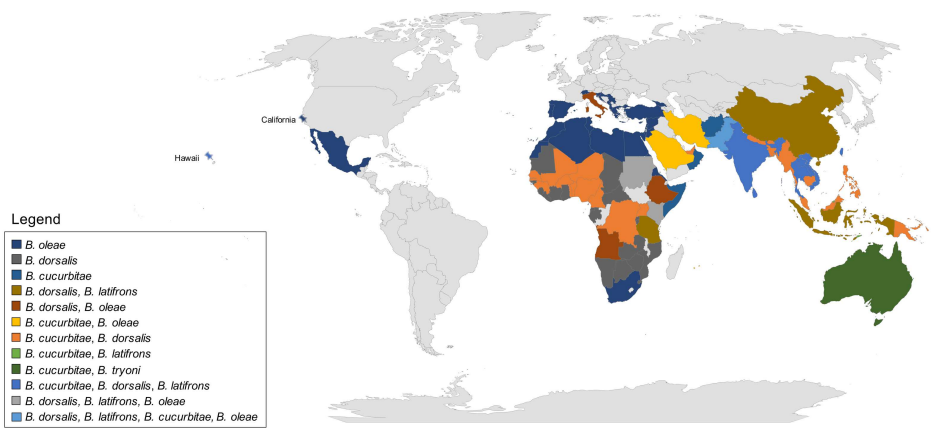 California
Hawaii
Legend
B. oleae
B. dorsalis
B. cucurbitae
B. dorsalis, B. latifrons
B. dorsalis, B. oleae
B. cucurbitae, B. oleae
B. cucurbitae, B. dorsalis
B. cucurbitae, B. latifrons
B. cucurbitae, B. tryoni
B. cucurbitae, B. dorsalis, B. latifrons
B. dorsalis, B. latifrons, B. oleae
B. dorsalis, B. latifrons, B. cucurbitae, B. oleae